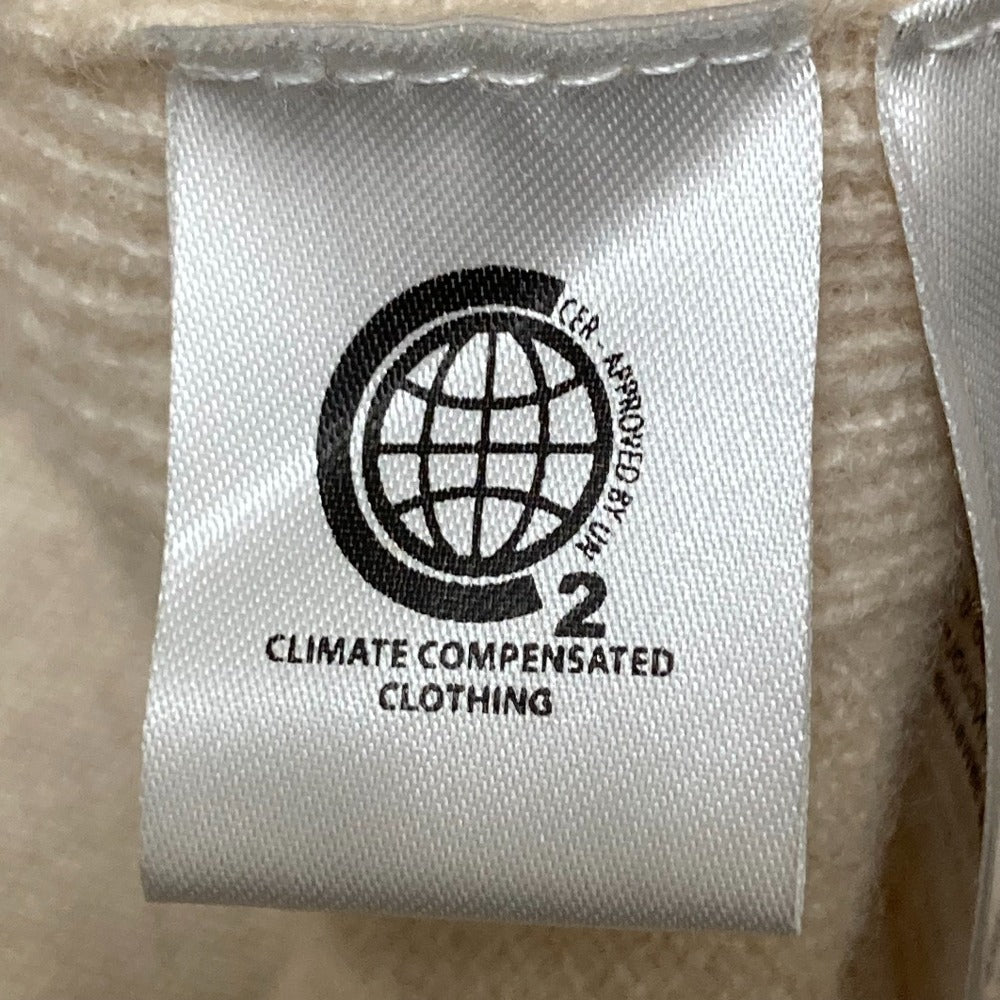 CER - APPROVED BY UN
2
CLIMATE COMPENSATED
CLOTHING